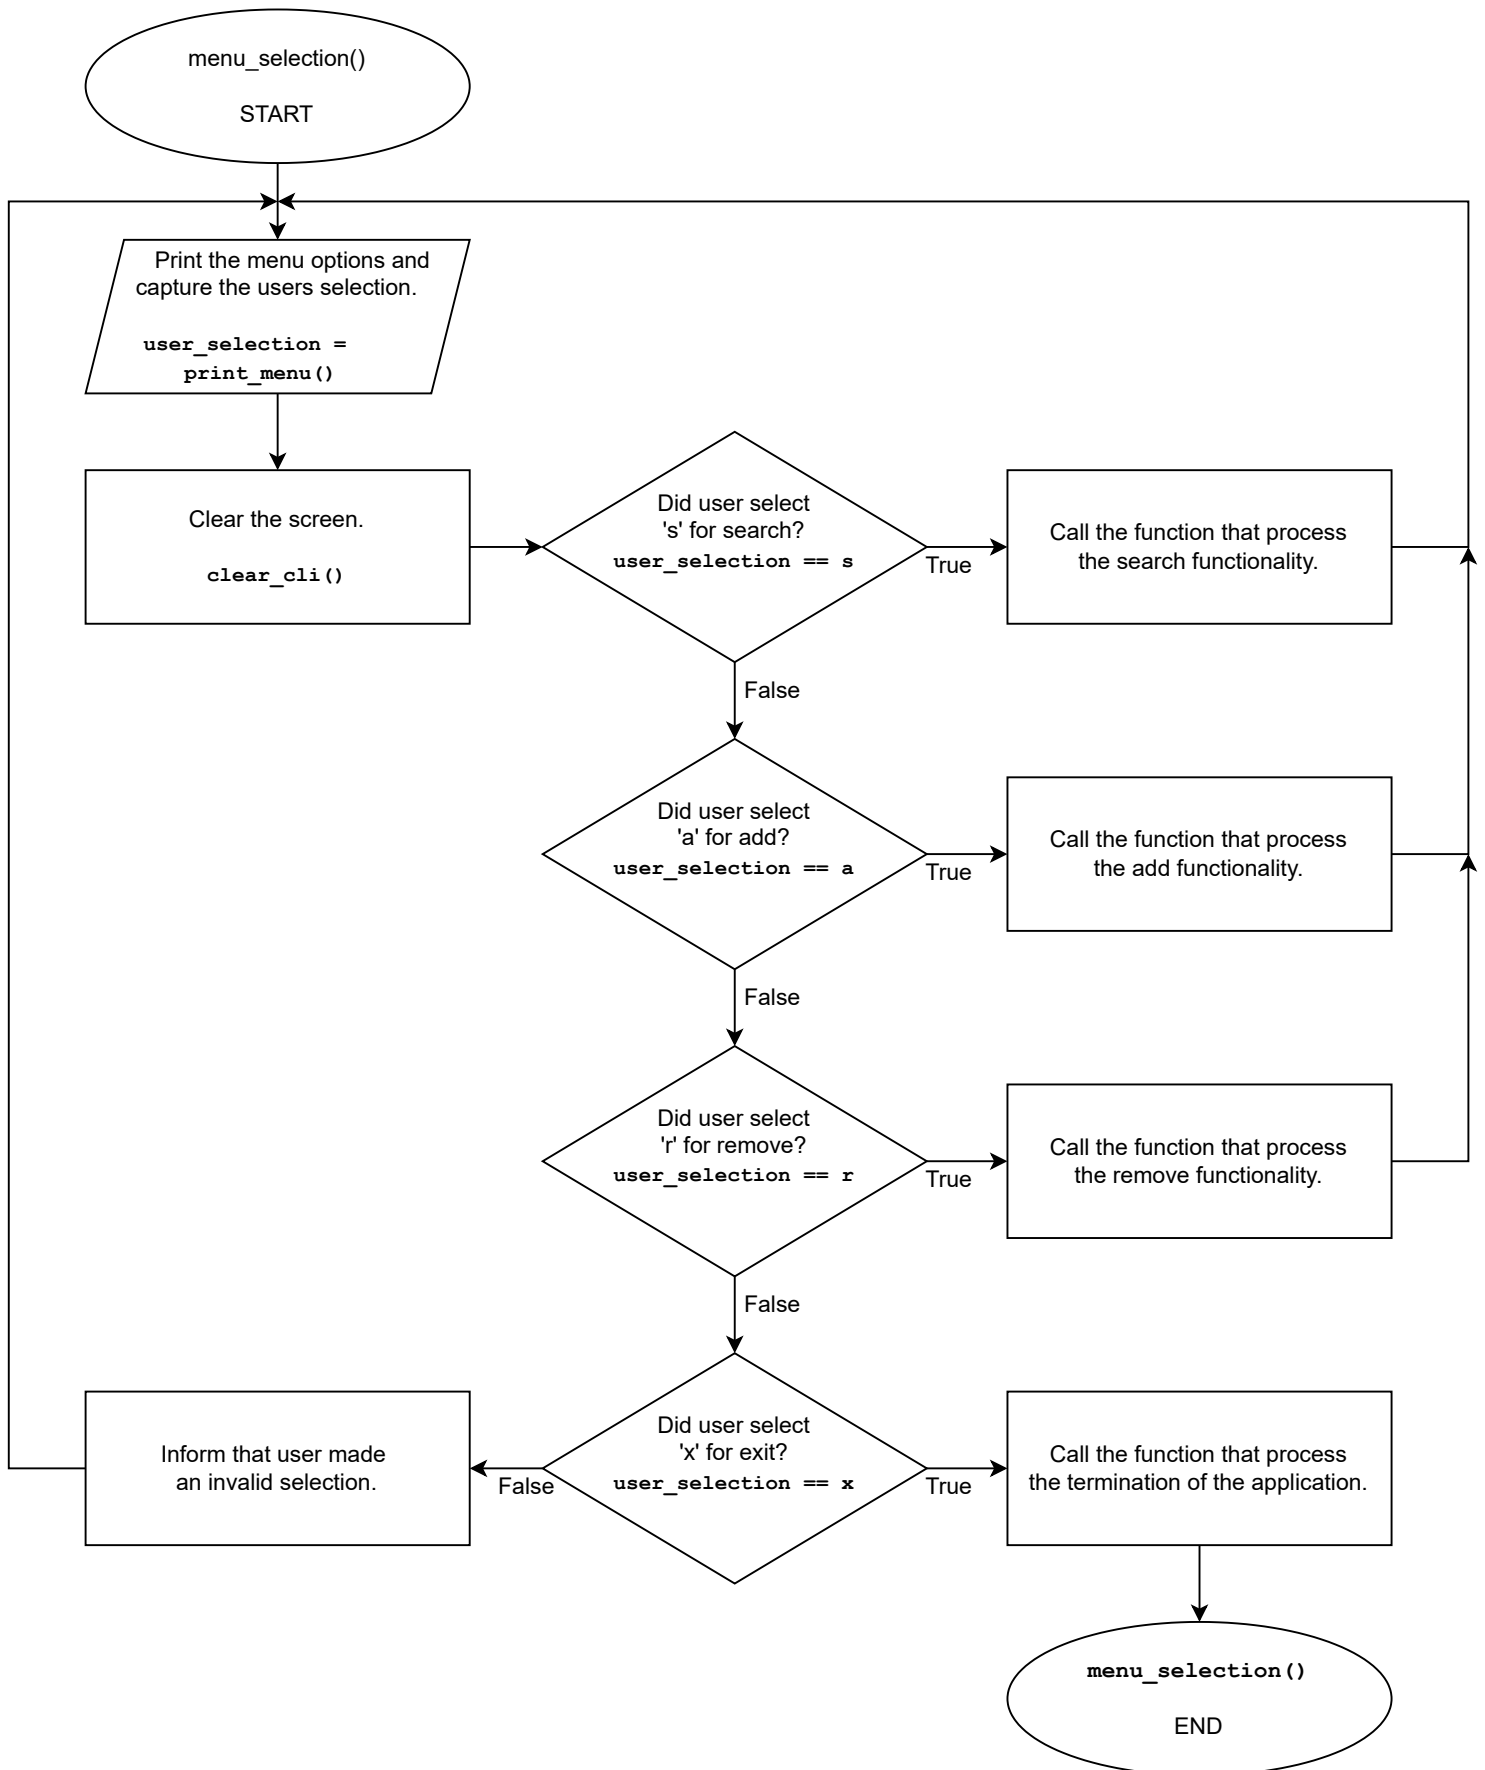 menu_selection()
START
Print the menu options and
capture the users selection.
user_selection =
print_menu()
Clear the screen.
clear_cli()
Did user select
's' for search?
user_selection == s
True
Call the function that process
the search functionality.
False
Did user select
'a' for add?
user_selection == a
True
Call the function that process
the add functionality.
False
Did user select
'r' for remove?
user_selection == r
True
Call the function that process
the remove functionality.
False
Did user select
'x' for exit?
user_selection == x
False
Inform that user made
an invalid selection.
True
Call the function that process
the termination of the application.
menu_selection()
END